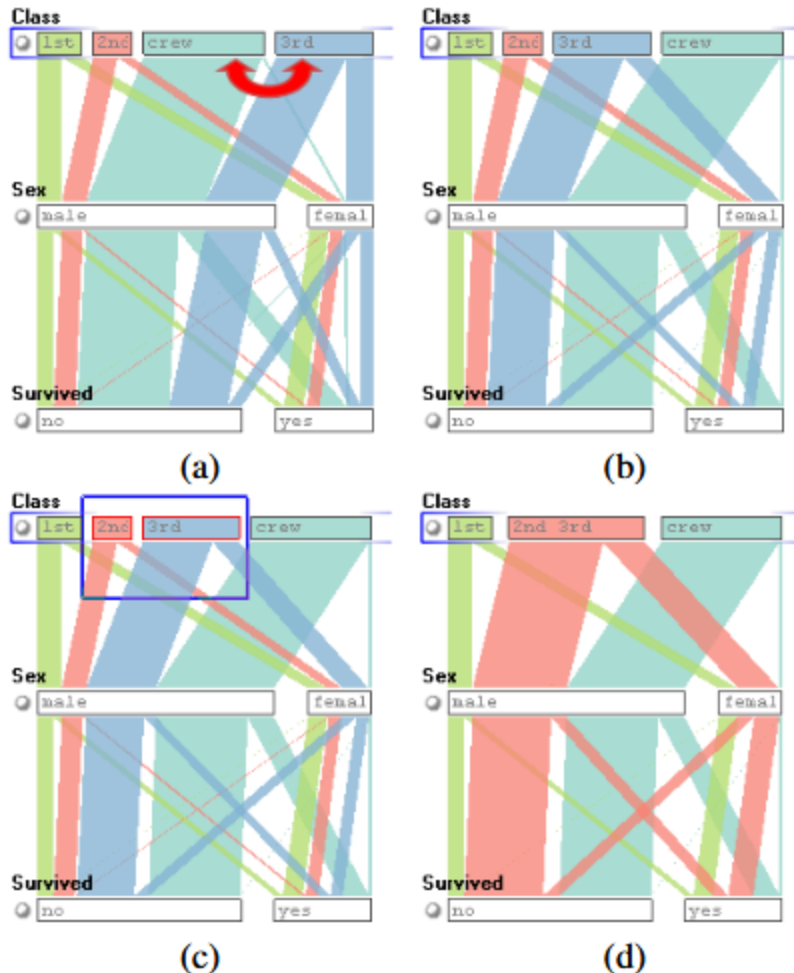 Class
Class
1st 2nd crew 3rd
1st 2nd 3rd crew
Sex
Sex
male femal
male femal
Survived
Survived
no yes
no yes
(a)
(b)
Class
Class
1st 2nd 3rd crew
1st 2nd 3rd crew
Sex
Sex
male femal
male femal
Survived
Survived
no yes
no yes
(c)
(d)